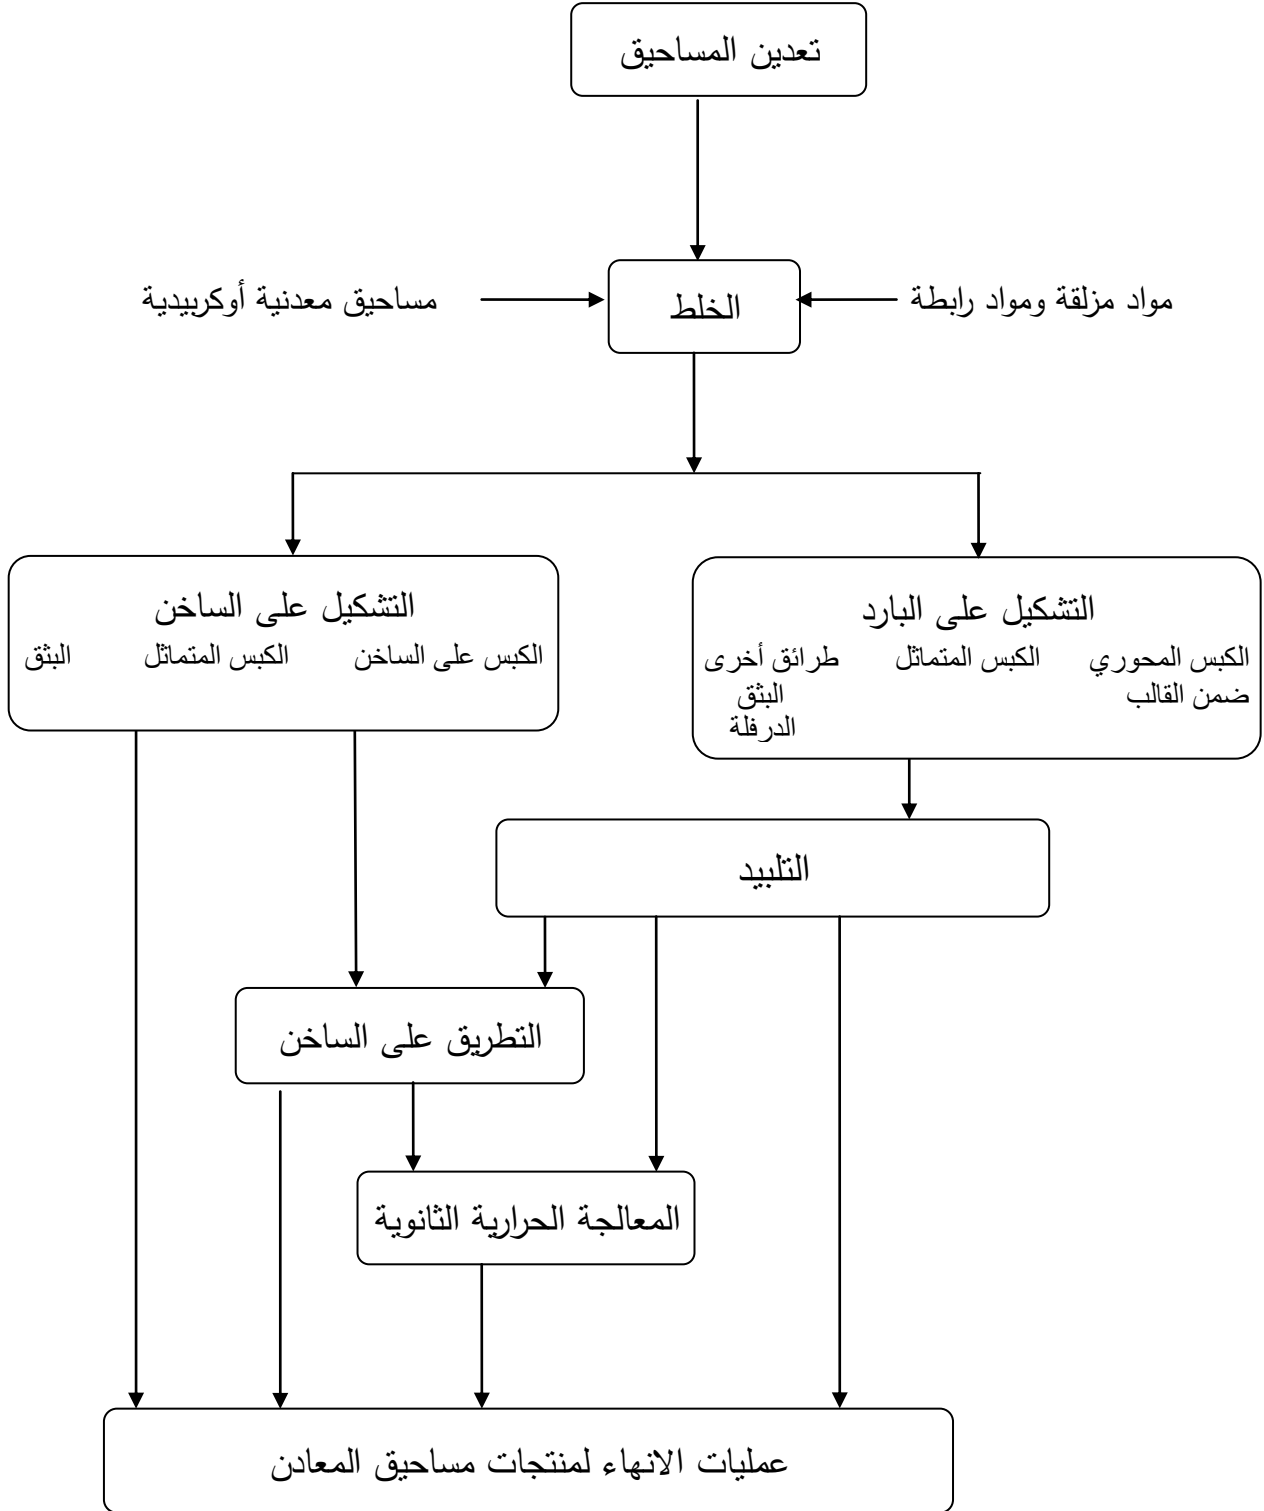 تعدين المساحيق
مواد مزلقة ومواد رابطة
الخلط
مساحيق معدنية أوكربيدية
التشكيل على البارد
الكبس المحوري الكبس المتماثل طرائق أخرى
ضمن القالب البثق
الدرفلة
التشكيل على الساخن
الكبس على الساخن الكبس المتماثل البثق
التلبيد
التطريق على الساخن
المعالجة الحرارية الثانوية
عمليات الانهاء لمنتجات مساحيق المعادن